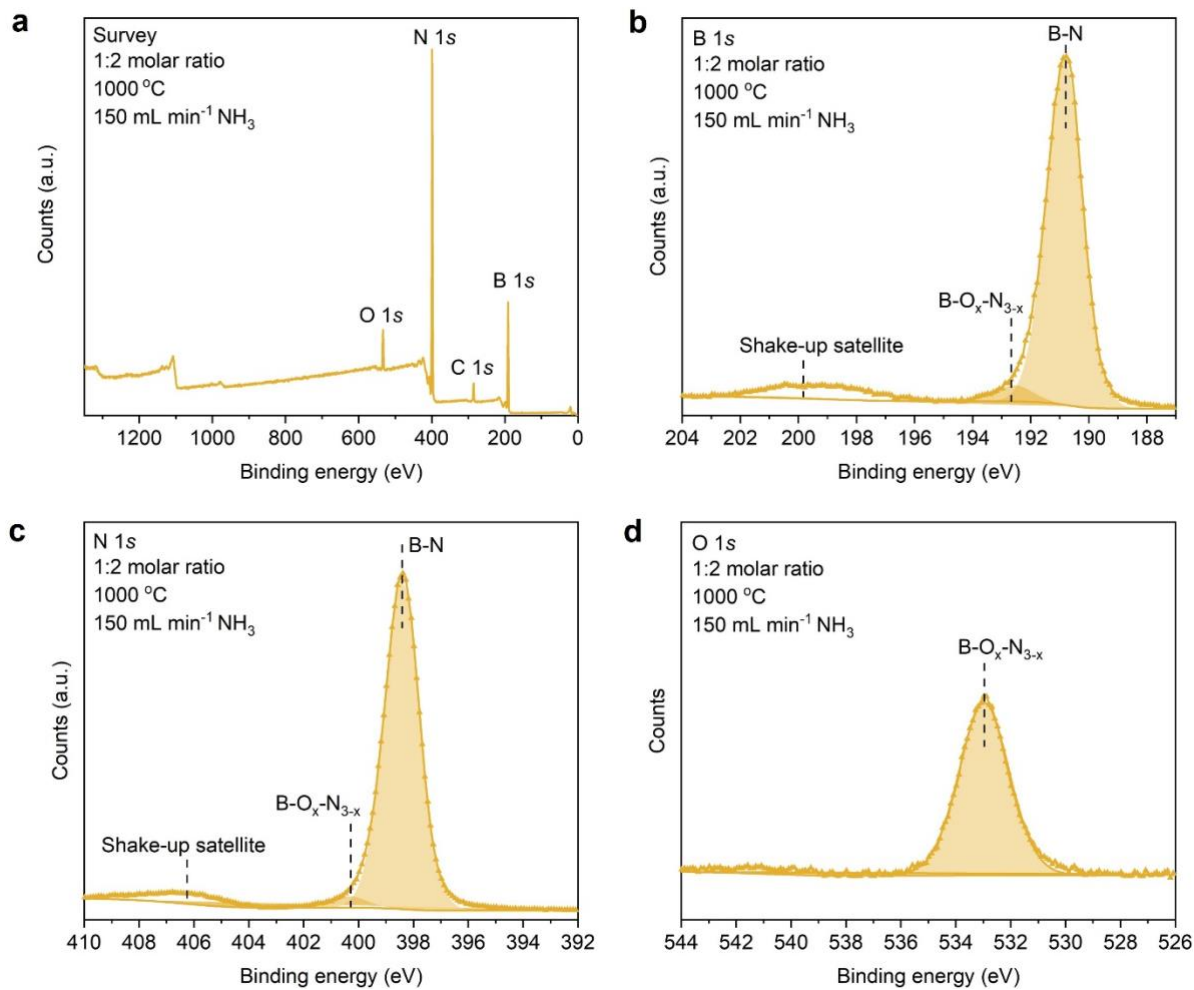 a
Survey
1:2 molar ratio
1000 °C
150 mL min⁻¹ NH₃
N 1s
B 1s
O 1s
C 1s
Counts (a.u.)
1200 1000 800 600 400 200 0
Binding energy (eV)
b
B 1s
1:2 molar ratio
1000 °C
150 mL min⁻¹ NH₃
B-N
B-Oₓ-N₃₋ₓ
Shake-up satellite
Counts (a.u.)
204 202 200 198 196 194 192 190 188
Binding energy (eV)
c
N 1s
1:2 molar ratio
1000 °C
150 mL min⁻¹ NH₃
B-N
B-Oₓ-N₃₋ₓ
Shake-up satellite
Counts (a.u.)
410 408 406 404 402 400 398 396 394 392
Binding energy (eV)
d
O 1s
1:2 molar ratio
1000 °C
150 mL min⁻¹ NH₃
B-Oₓ-N₃₋ₓ
Counts
544 542 540 538 536 534 532 530 528 526
Binding energy (eV)